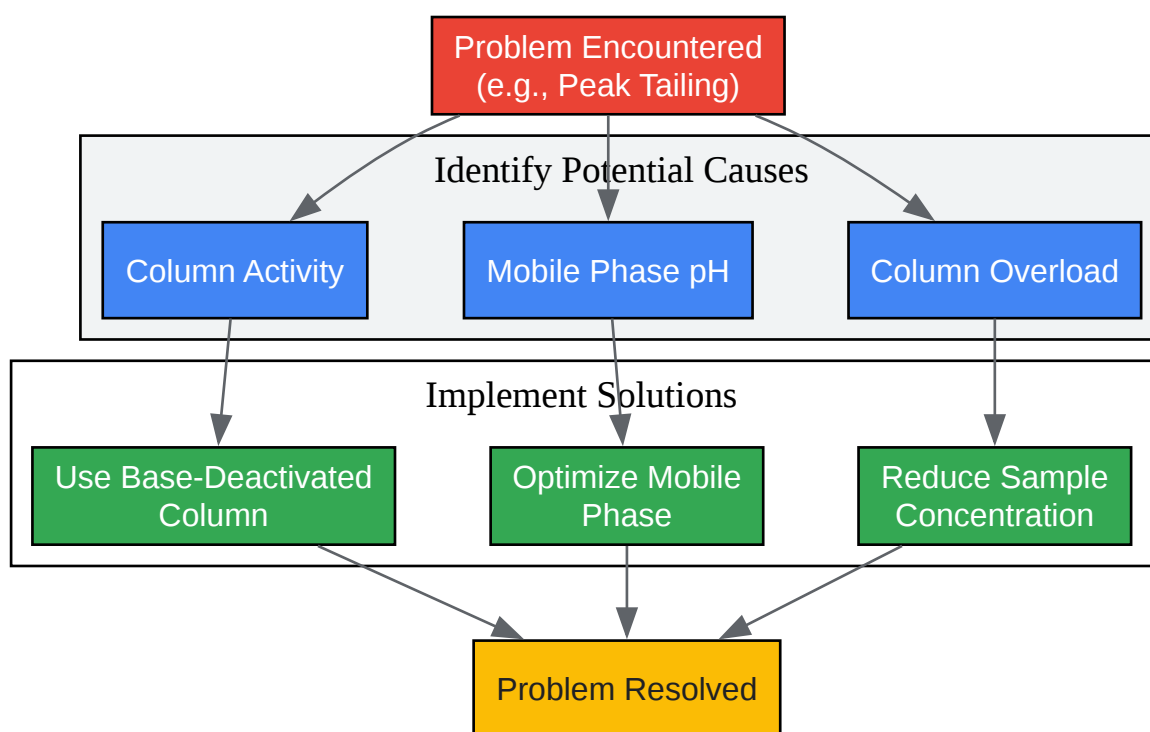 Problem Encountered
(e.g., Peak Tailing)
Identify Potential Causes
Column Activity
Mobile Phase pH
Column Overload
Implement Solutions
Use Base-Deactivated
Column
Optimize Mobile
Phase
Reduce Sample
Concentration
Problem Resolved